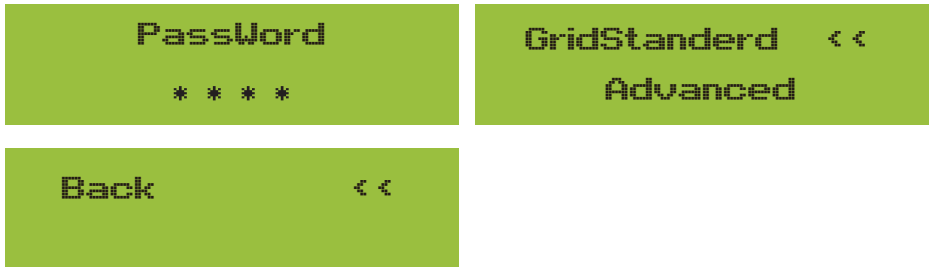 PassWord
* * * *
GridStanderd <<
Advanced
Back <<